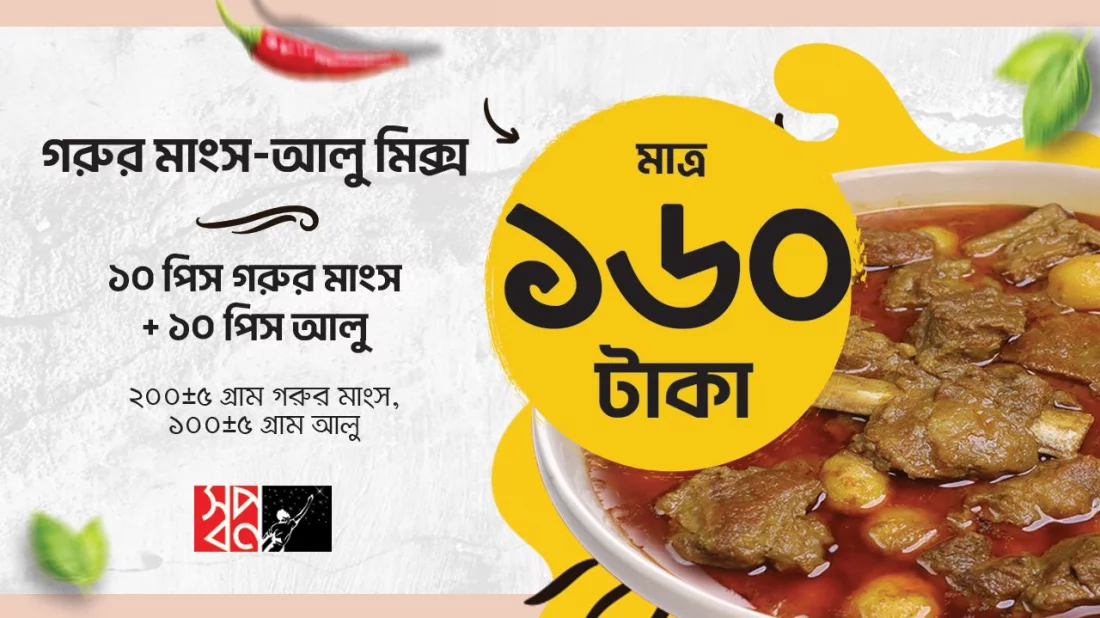 গরুর মাংস-আলু মিক্স
১০ পিস গরুর মাংস
+ ১০ পিস আলু
২০০±৫ গ্রাম গরুর মাংস,
১০০±৫ গ্রাম আলু
মাত্র
১৬০
টাকা